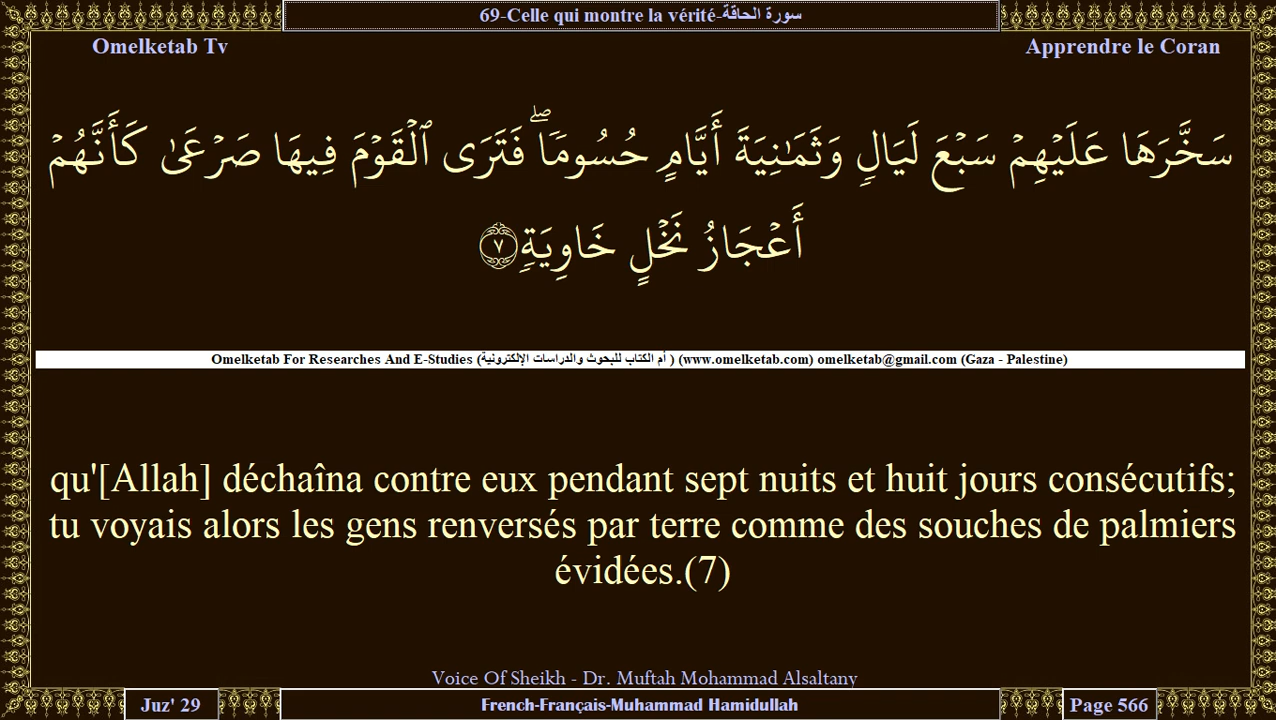 69-Celle qui montre la vérité-سورة الحاقة
Omelketab Tv
Apprendre le Coran
سَخَّرَهَا عَلَيۡهِمۡ سَبۡعَ لَيَالٖ وَثَمَٰنِيَةَ أَيَّامٍ حُسُومٗاۖ فَتَرَى ٱلۡقَوۡمَ فِيهَا صَرۡعَىٰ كَأَنَّهُمۡ
أَعۡجَازُ نَخۡلٍ خَاوِيَةٖ ٧
Omelketab For Researches And E-Studies (أم الكتاب للبحوث والدراسات الإلكترونية ) (www.omelketab.com) omelketab@gmail.com (Gaza - Palestine)
qu'[Allah] déchaîna contre eux pendant sept nuits et huit jours consécutifs;
tu voyais alors les gens renversés par terre comme des souches de palmiers
évidées.(7)
Voice Of Sheikh - Dr. Muftah Mohammad Alsaltany
Juz' 29
French-Français-Muhammad Hamidullah
Page 566